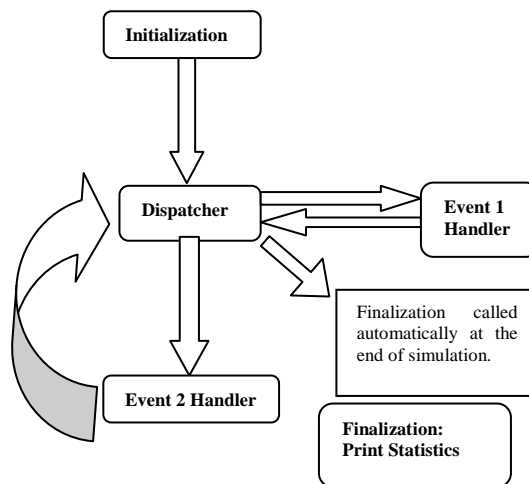 Initialization
Dispatcher
Event 1
Handler
Finalization called
automatically at the
end of simulation.
Event 2 Handler
Finalization:
Print Statistics